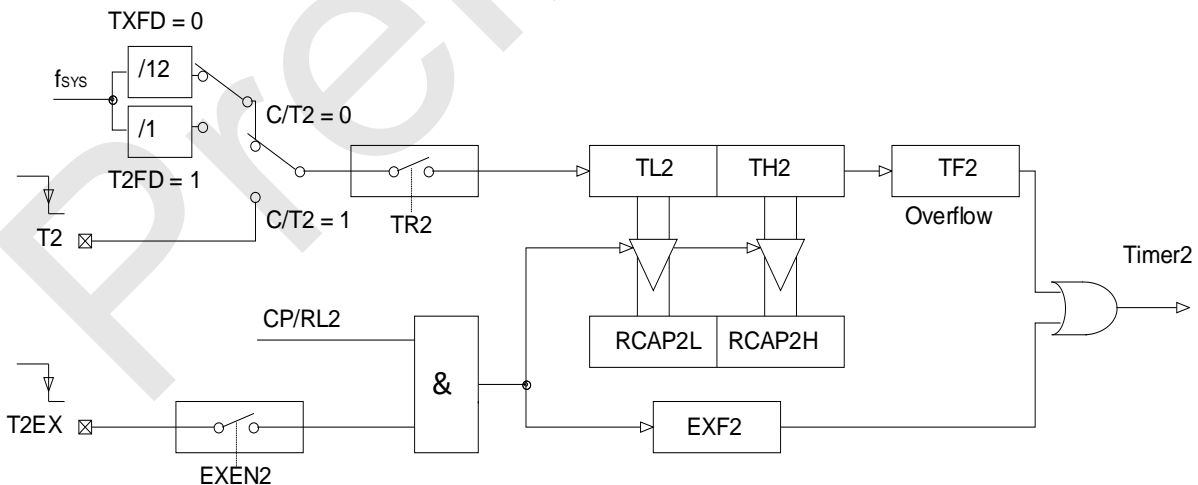 TXFD = 0
/12
fSYS
C/T2 = 0
/1
T2FD = 1
TL2
TH2
TF2
T2
C/T2 = 1
TR2
Overflow
Timer2
CP/RL2
RCAP2L
RCAP2H
&
T2EX
EXF2
EXEN2
Prel